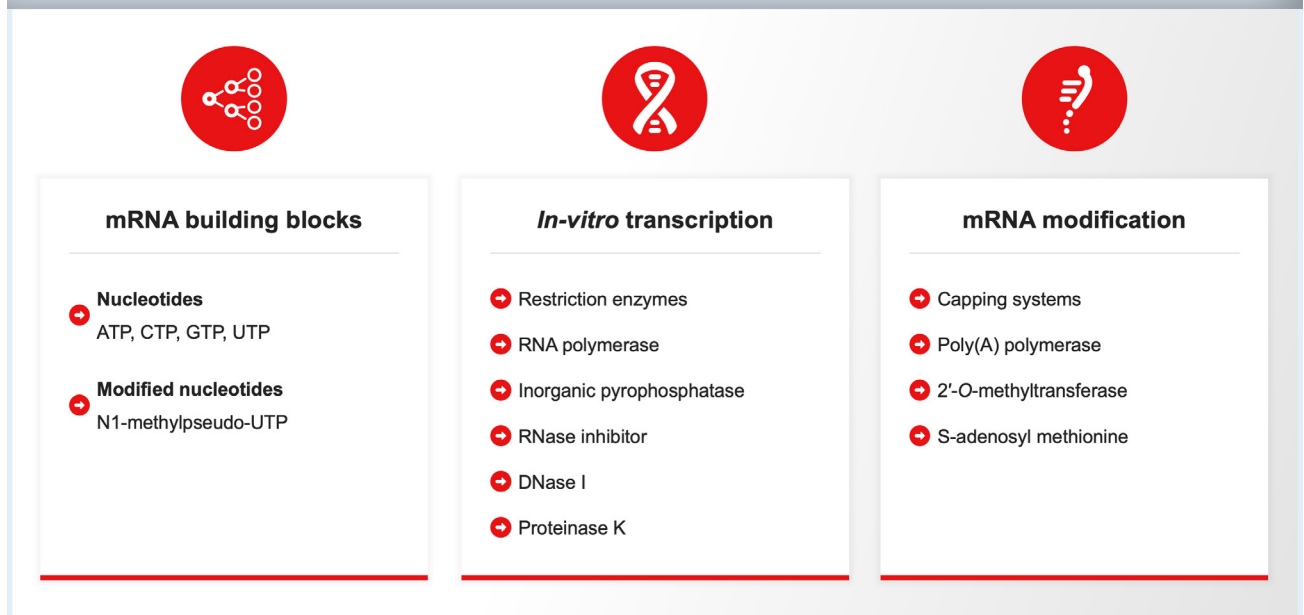 mRNA building blocks
Nucleotides
ATP, CTP, GTP, UTP
Modified nucleotides
N1-methylpseudo-UTP
In-vitro transcription
Restriction enzymes
RNA polymerase
Inorganic pyrophosphatase
RNase inhibitor
DNase I
Proteinase K
mRNA modification
Capping systems
Poly(A) polymerase
2′-O-methyltransferase
S-adenosyl methionine